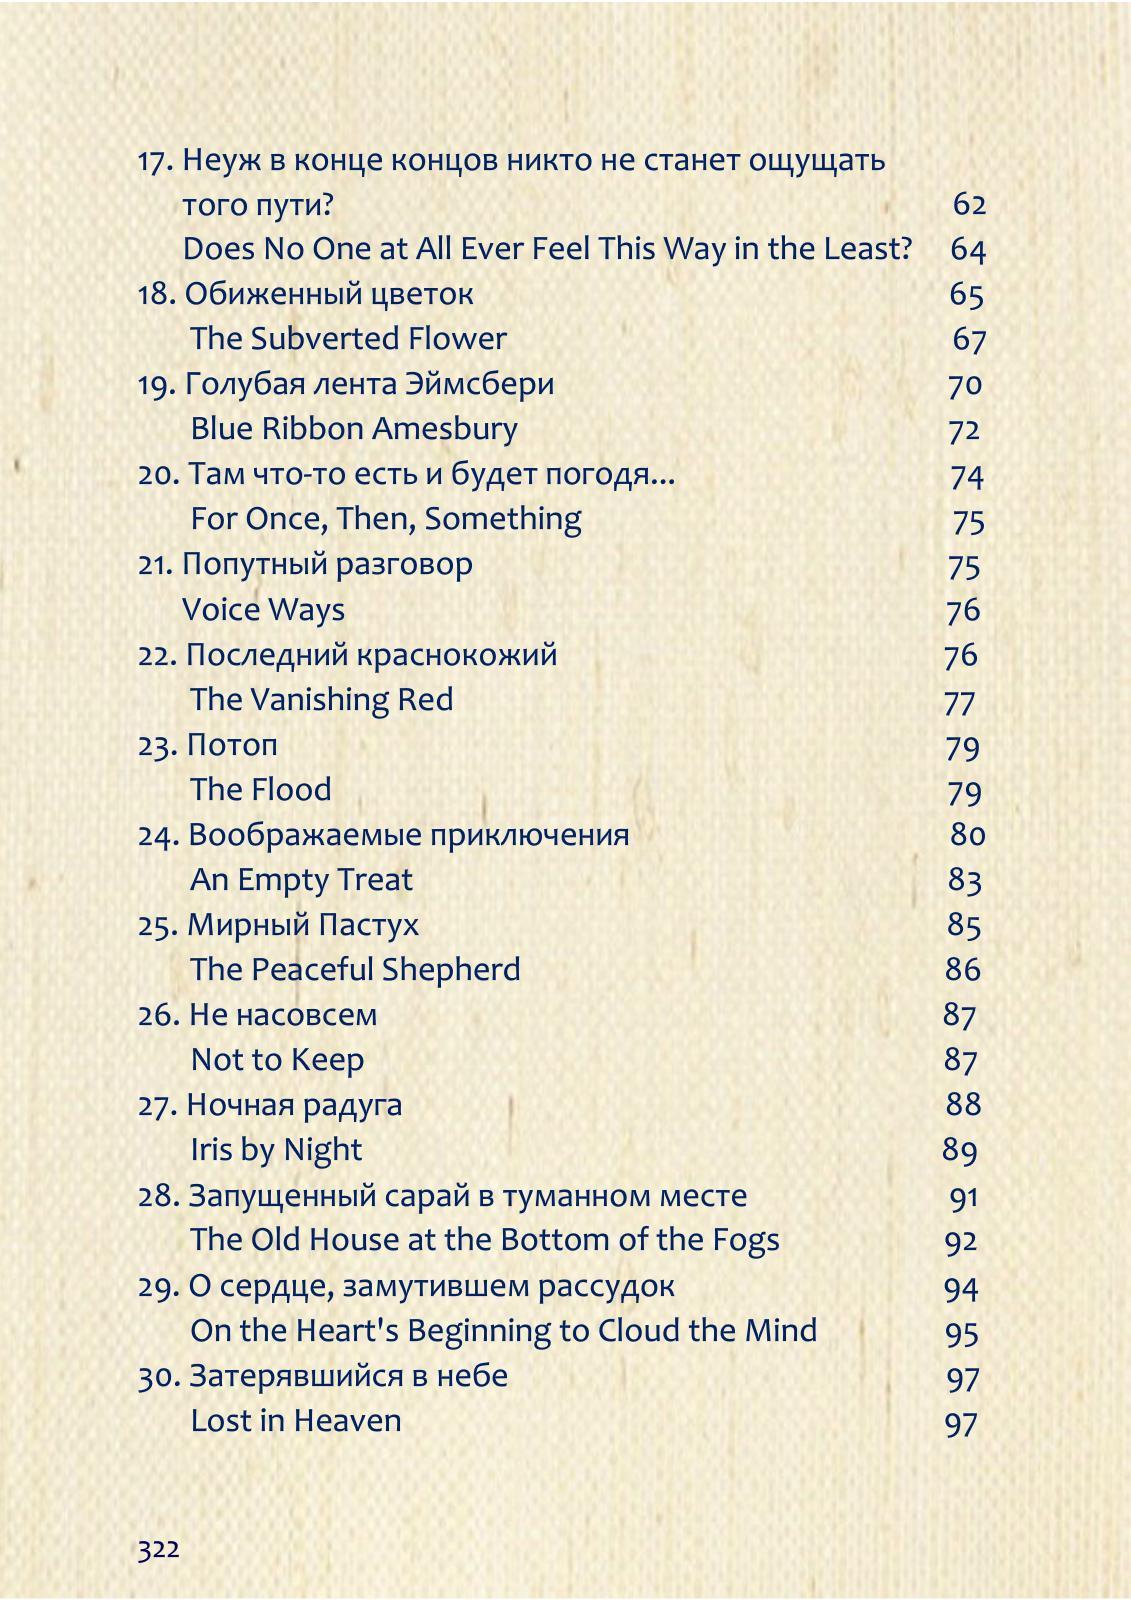 17. Неуж в конце концов никто не станет ощущать
того пути? 62
Does No One at All Ever Feel This Way in the Least? 64
18. Обиженный цветок 65
The Subverted Flower 67
19. Голубая лента Эймсбери 70
Blue Ribbon Amesbury 72
20. Там что-то есть и будет погодя... 74
For Once, Then, Something 75
21. Попутный разговор 75
Voice Ways 76
22. Последний краснокожий 76
The Vanishing Red 77
23. Потоп 79
The Flood 79
24. Воображаемые приключения 80
An Empty Treat 83
25. Мирный Пастух 85
The Peaceful Shepherd 86
26. Не насовсем 87
Not to Keep 87
27. Ночная радуга 88
Iris by Night 89
28. Запущенный сарай в туманном месте 91
The Old House at the Bottom of the Fogs 92
29. О сердце, замутившем рассудок 94
On the Heart's Beginning to Cloud the Mind 95
30. Затерявшийся в небе 97
Lost in Heaven 97
322